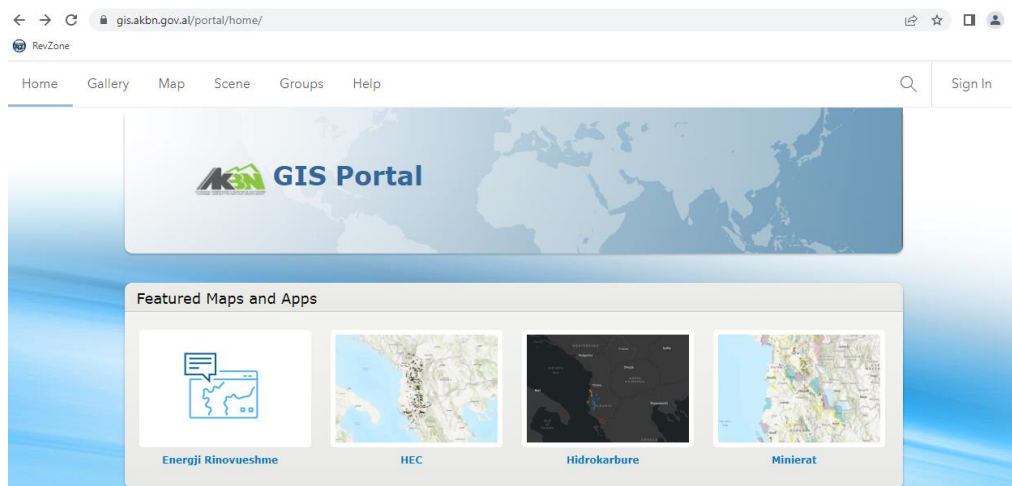 gis.akbn.gov.al/portal/home/
RevZone
Home Gallery Map Scene Groups Help Sign In
AKBN GIS Portal
Featured Maps and Apps
Energji Rinovueshme HEC Hidrokarbure Minierat